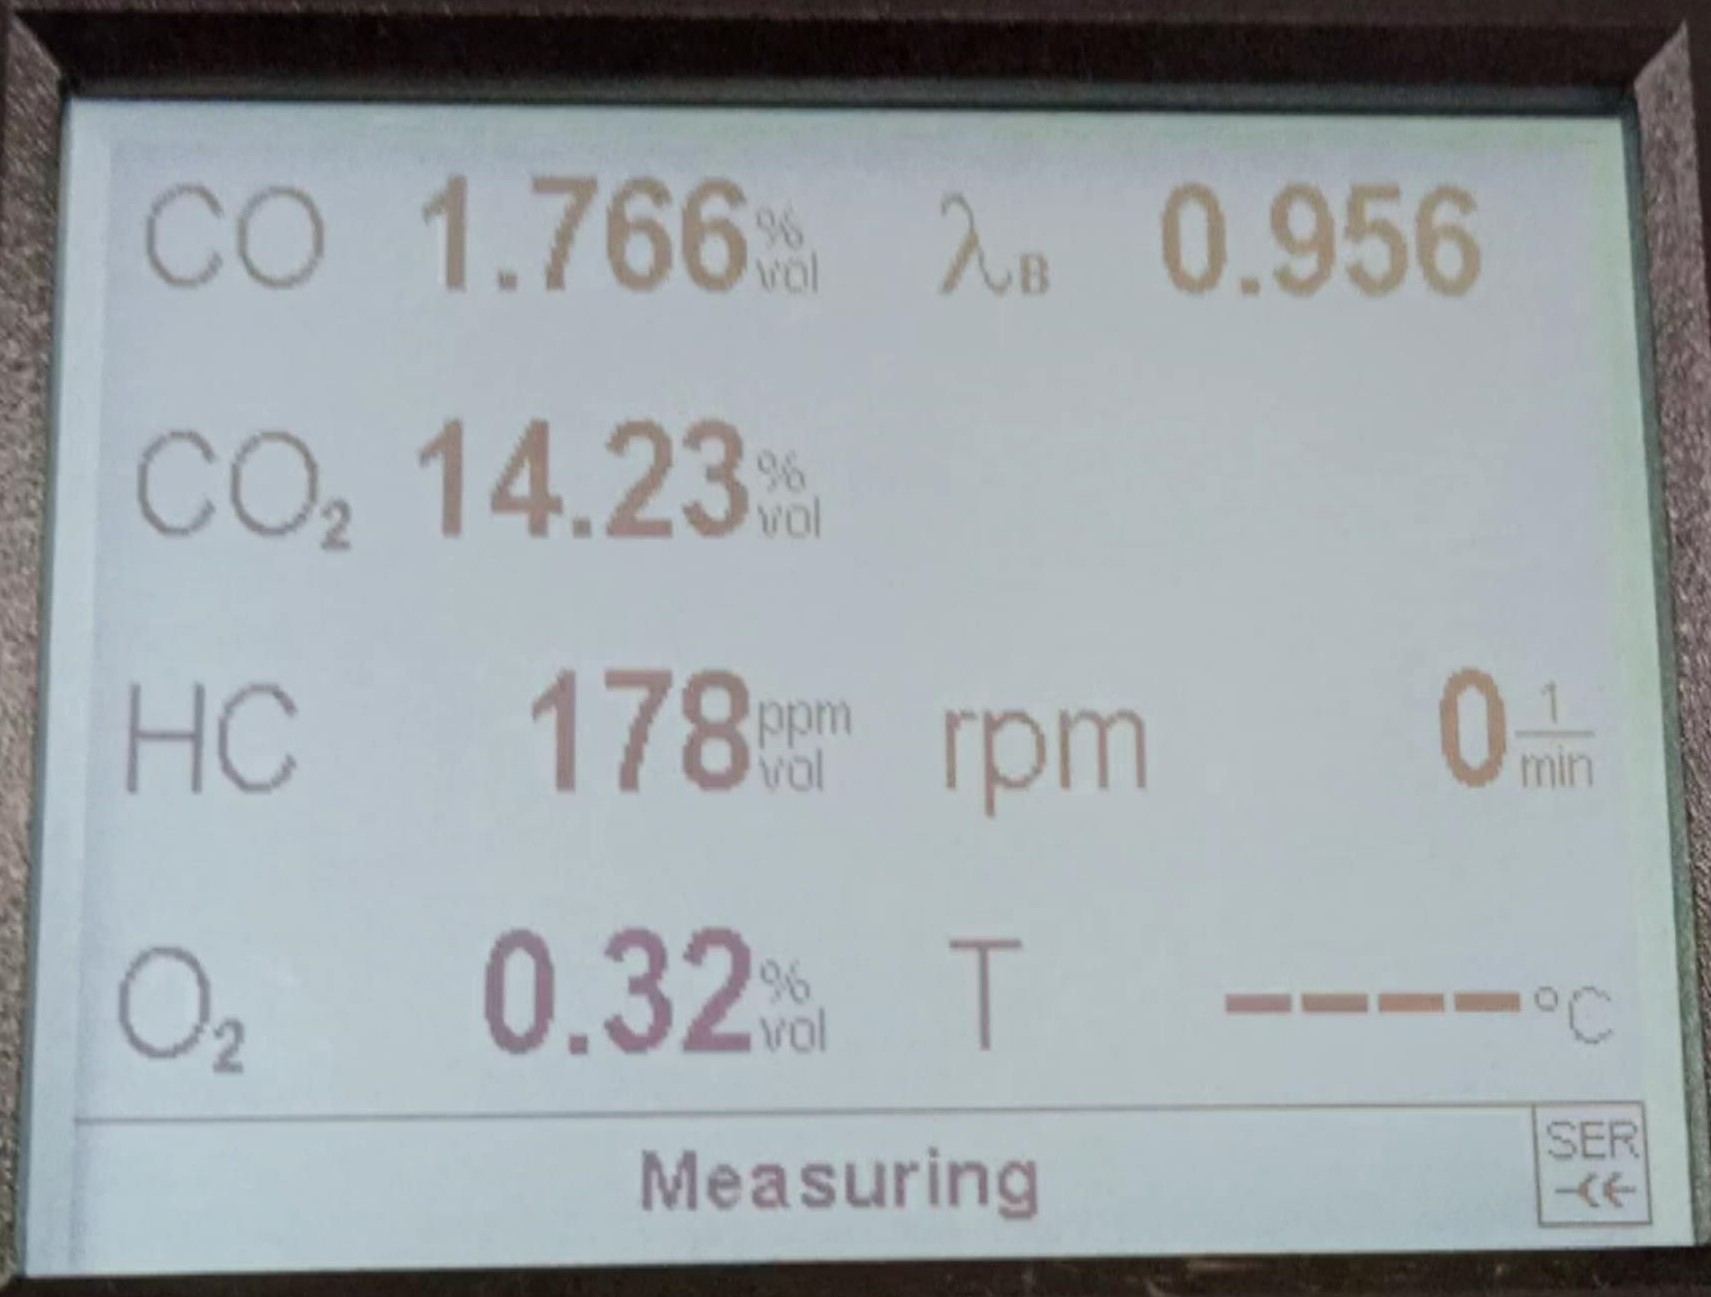 CO 1.766 % vol λB 0.956
CO2 14.23 % vol
HC 178 ppm vol rpm 0 1/min
O2 0.32 % vol T ---- °C
Measuring
SER